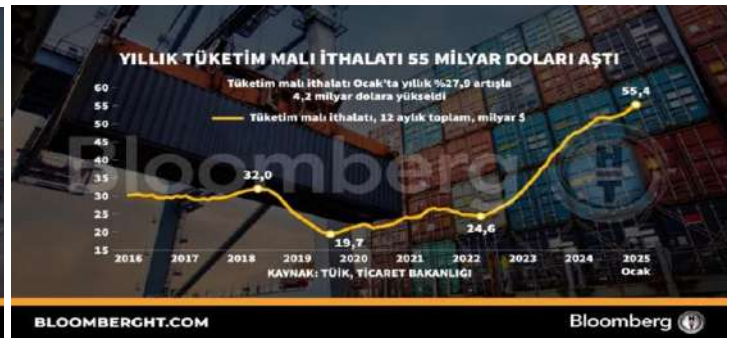 YILLIK TÜKETİM MALI İTHALATI 55 MİLYAR DOLARI AŞTI
Tüketim malı ithalatı Ocak'ta yıllık %27,9 artışla
4,2 milyar dolara yükseldi
Tüketim malı ithalatı, 12 aylık toplam, milyar $
60
55
50
45
40
35
30
25
20
15
55,4
32,0
19,7
24,6
Bloomberg HT
2016 2017 2018 2019 2020 2021 2022 2023 2024 2025
Ocak
KAYNAK: TÜİK, TİCARET BAKANLIĞI
BLOOMBERGHT.COM
Bloomberg HT